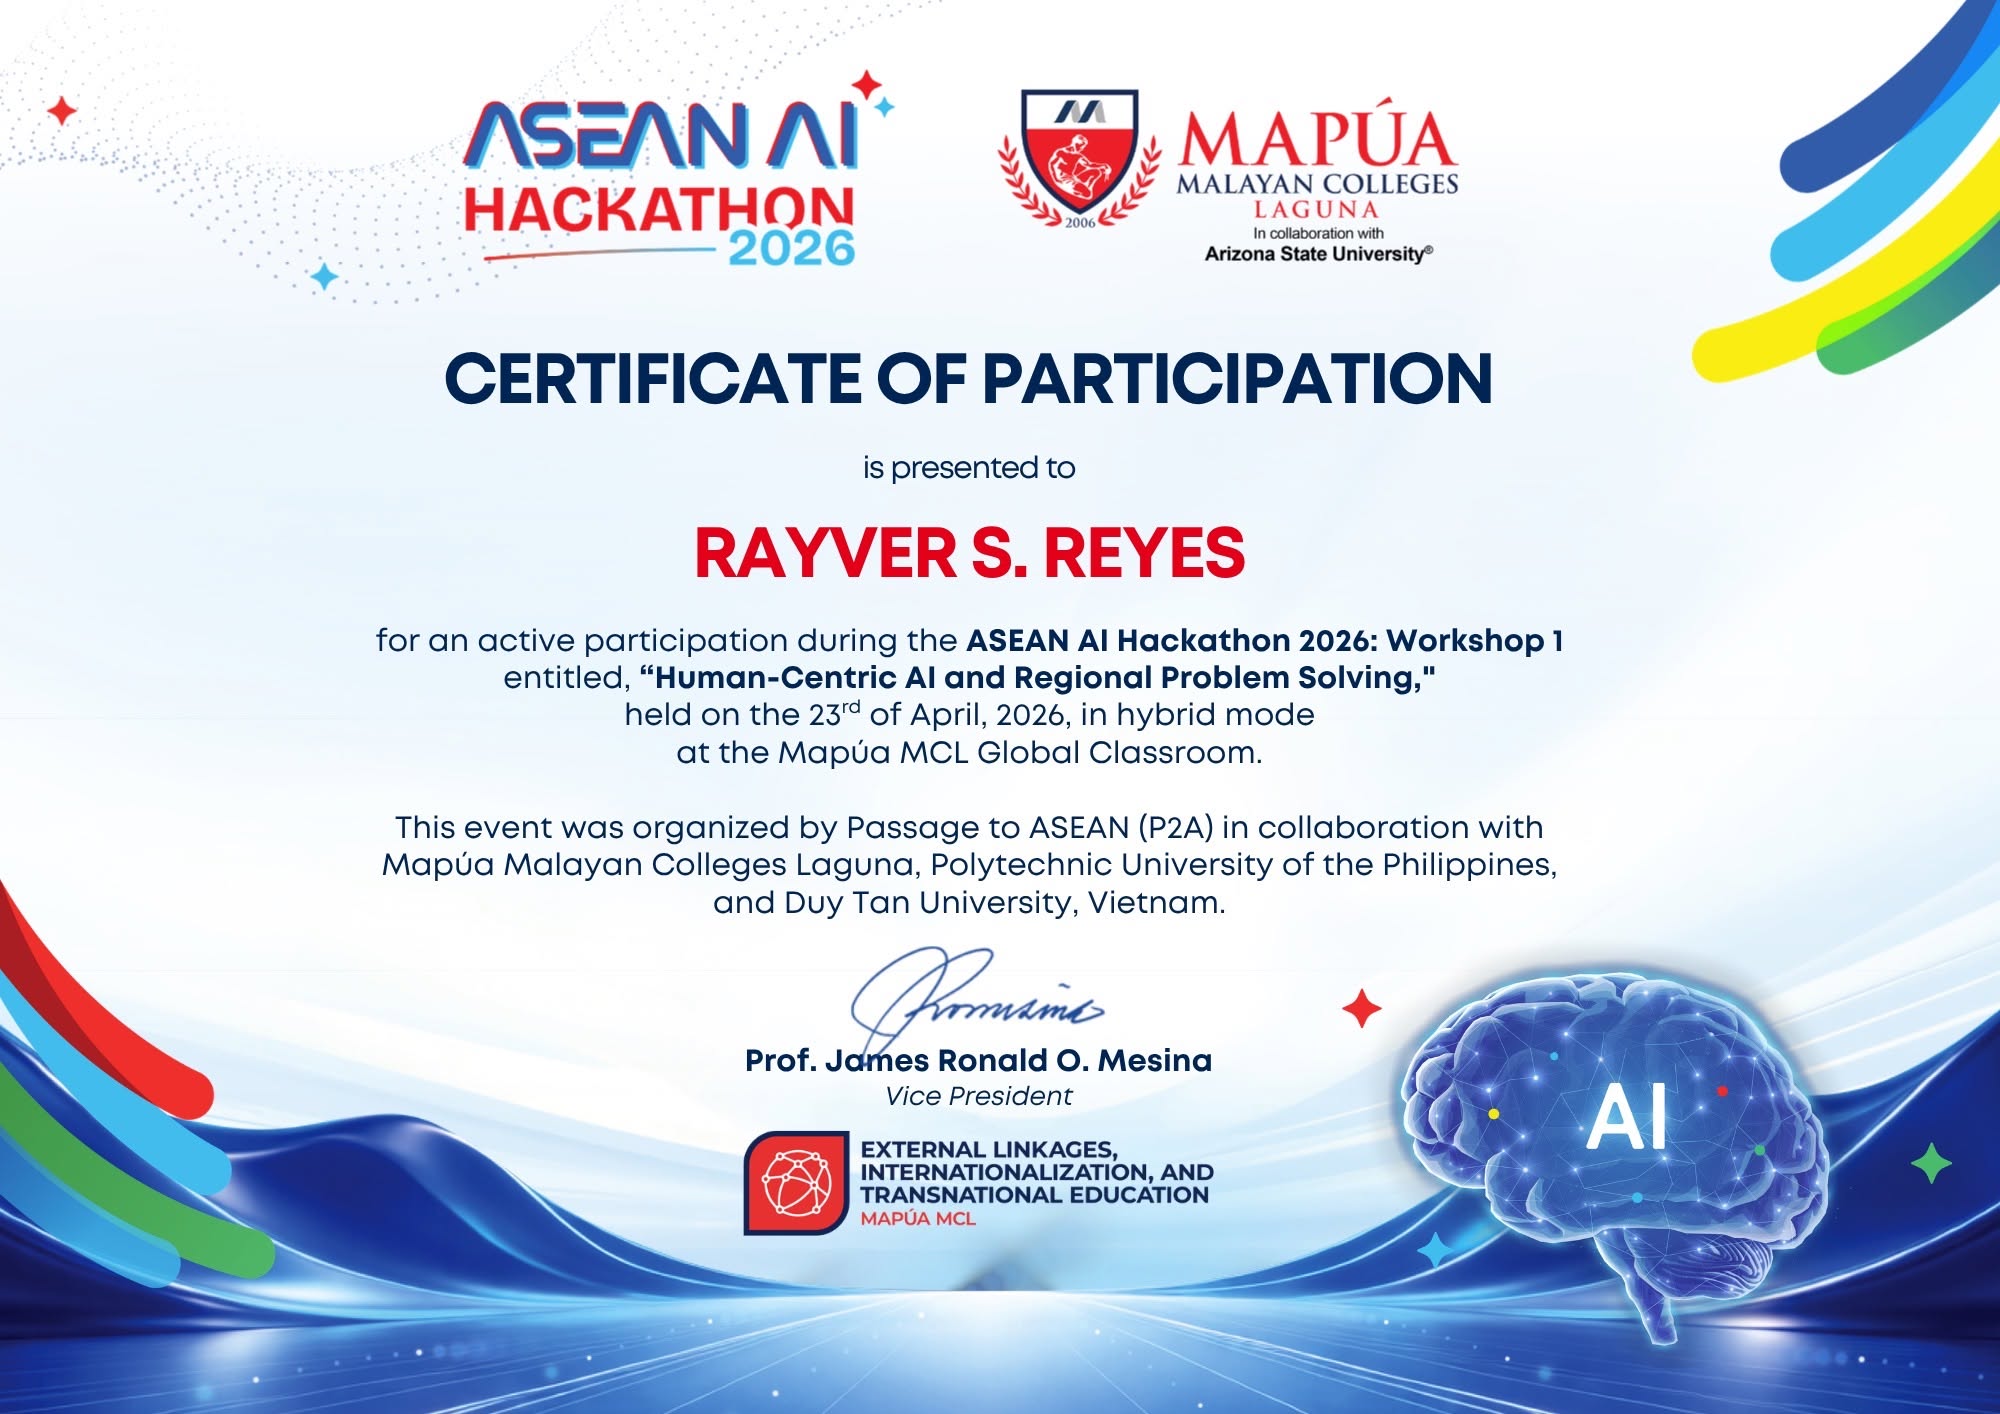 ASEAN AI
HACKATHON
2026
MAPÚA
MALAYAN COLLEGES
LAGUNA
In collaboration with
Arizona State University®
2006
CERTIFICATE OF PARTICIPATION
is presented to
RAYVER S. REYES
for an active participation during the ASEAN AI Hackathon 2026: Workshop 1
entitled, “Human-Centric AI and Regional Problem Solving,"
held on the 23rd of April, 2026, in hybrid mode
at the Mapúa MCL Global Classroom.
This event was organized by Passage to ASEAN (P2A) in collaboration with
Mapúa Malayan Colleges Laguna, Polytechnic University of the Philippines,
and Duy Tan University, Vietnam.
Prof. James Ronald O. Mesina
Vice President
EXTERNAL LINKAGES,
INTERNATIONALIZATION, AND
TRANSNATIONAL EDUCATION
MAPÚA MCL
AI